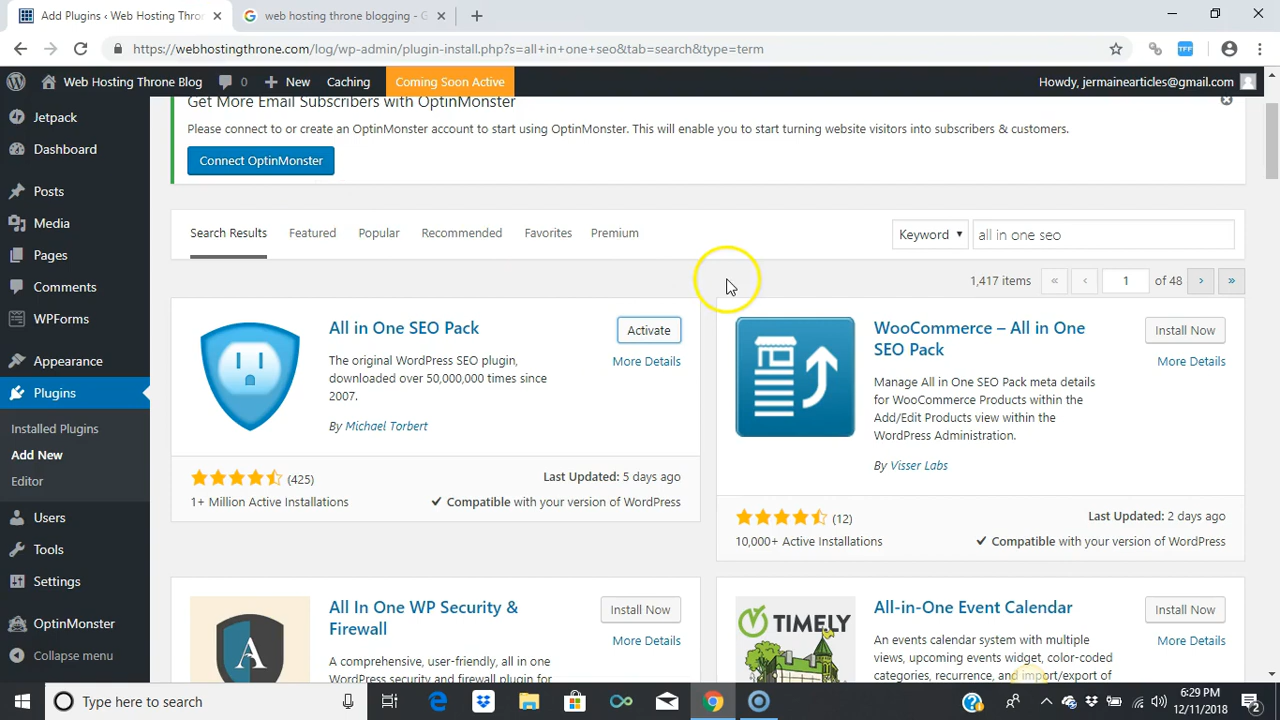 Add Plugins ‹ Web Hosting Thro
web hosting throne blogging - G
https://webhostingthrone.com/log/wp-admin/plugin-install.php?s=all+in+one+seo&tab=search&type=term
TFF
Web Hosting Throne Blog
0
New
Caching
Coming Soon Active
Howdy, jermainearticles@gmail.com
Jetpack
Dashboard
Posts
Media
Pages
Comments
WPForms
Appearance
Plugins
Installed Plugins
Add New
Editor
Users
Tools
Settings
OptinMonster
Collapse menu
Get More Email Subscribers with OptinMonster
Please connect to or create an OptinMonster account to start using OptinMonster. This will enable you to start turning website visitors into subscribers & customers.
Connect OptinMonster
Search Results
Featured
Popular
Recommended
Favorites
Premium
Keyword
all in one seo
1,417 items
«
‹
1
of 48
›
»
All in One SEO Pack
Activate
More Details
The original WordPress SEO plugin,
downloaded over 50,000,000 times since
2007.
By Michael Torbert
(425)
Last Updated: 5 days ago
1+ Million Active Installations
Compatible with your version of WordPress
WooCommerce – All in One
SEO Pack
Install Now
More Details
Manage All in One SEO Pack meta details
for WooCommerce Products within the
Add/Edit Products view within the
WordPress Administration.
By Visser Labs
(12)
Last Updated: 2 days ago
10,000+ Active Installations
Compatible with your version of WordPress
A
All In One WP Security &
Firewall
Install Now
More Details
A comprehensive, user-friendly, all in one
WordPress security and firewall plugin for
TIMELY
All-in-One Event Calendar
Install Now
More Details
An events calendar system with multiple
views, upcoming events widget, color-coded
categories, recurrence, and import/export of
Type here to search
6:29 PM
12/11/2018
2